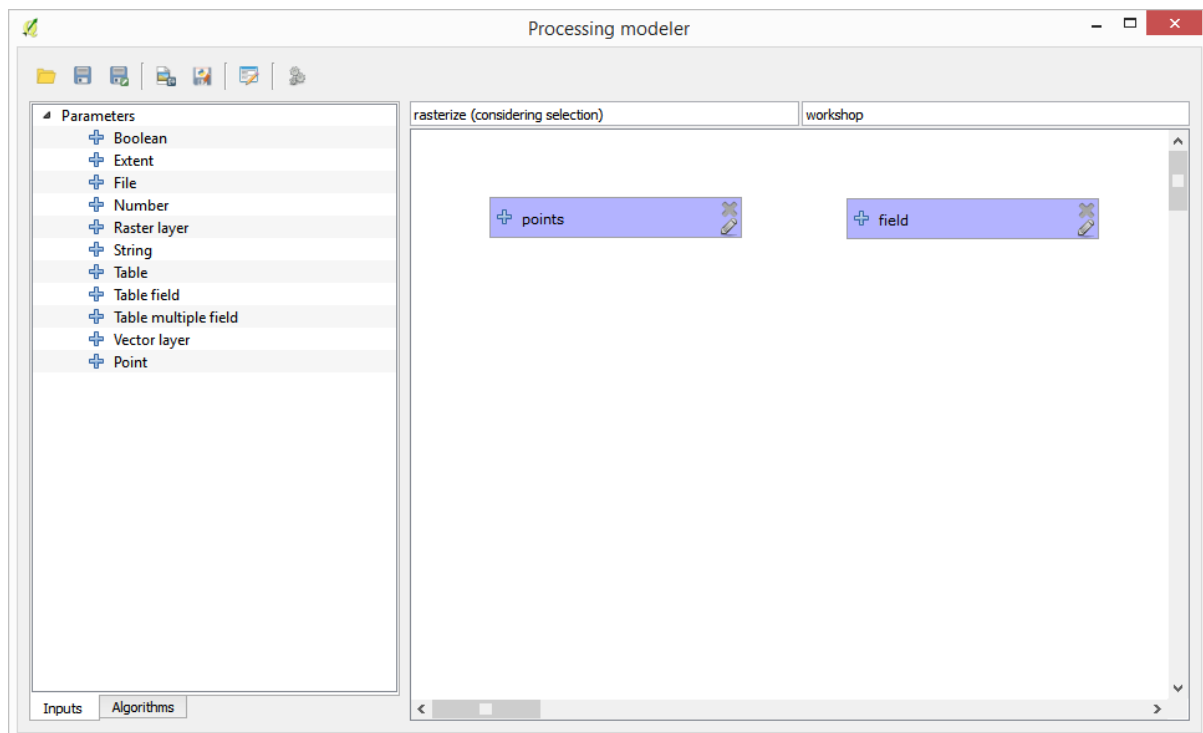 Processing modeler
Parameters
Boolean
Extent
File
Number
Raster layer
String
Table
Table field
Table multiple field
Vector layer
Point
Inputs
Algorithms
rasterize (considering selection)
workshop
points
field